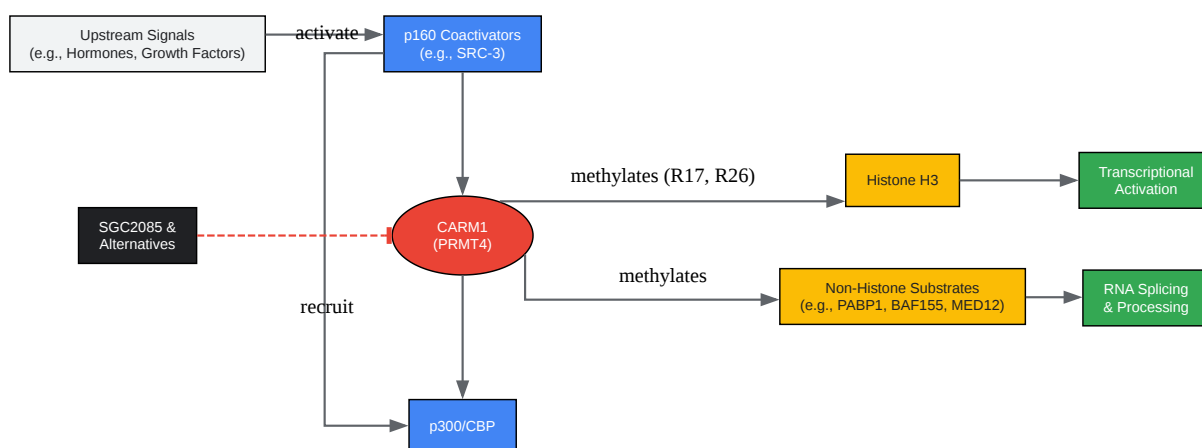 Upstream Signals
(e.g., Hormones, Growth Factors)
activate
p160 Coactivators
(e.g., SRC-3)
methylates (R17, R26)
Histone H3
Transcriptional
Activation
SGC2085 &
Alternatives
CARM1
(PRMT4)
methylates
Non-Histone Substrates
(e.g., PABP1, BAF155, MED12)
RNA Splicing
& Processing
recruit
p300/CBP